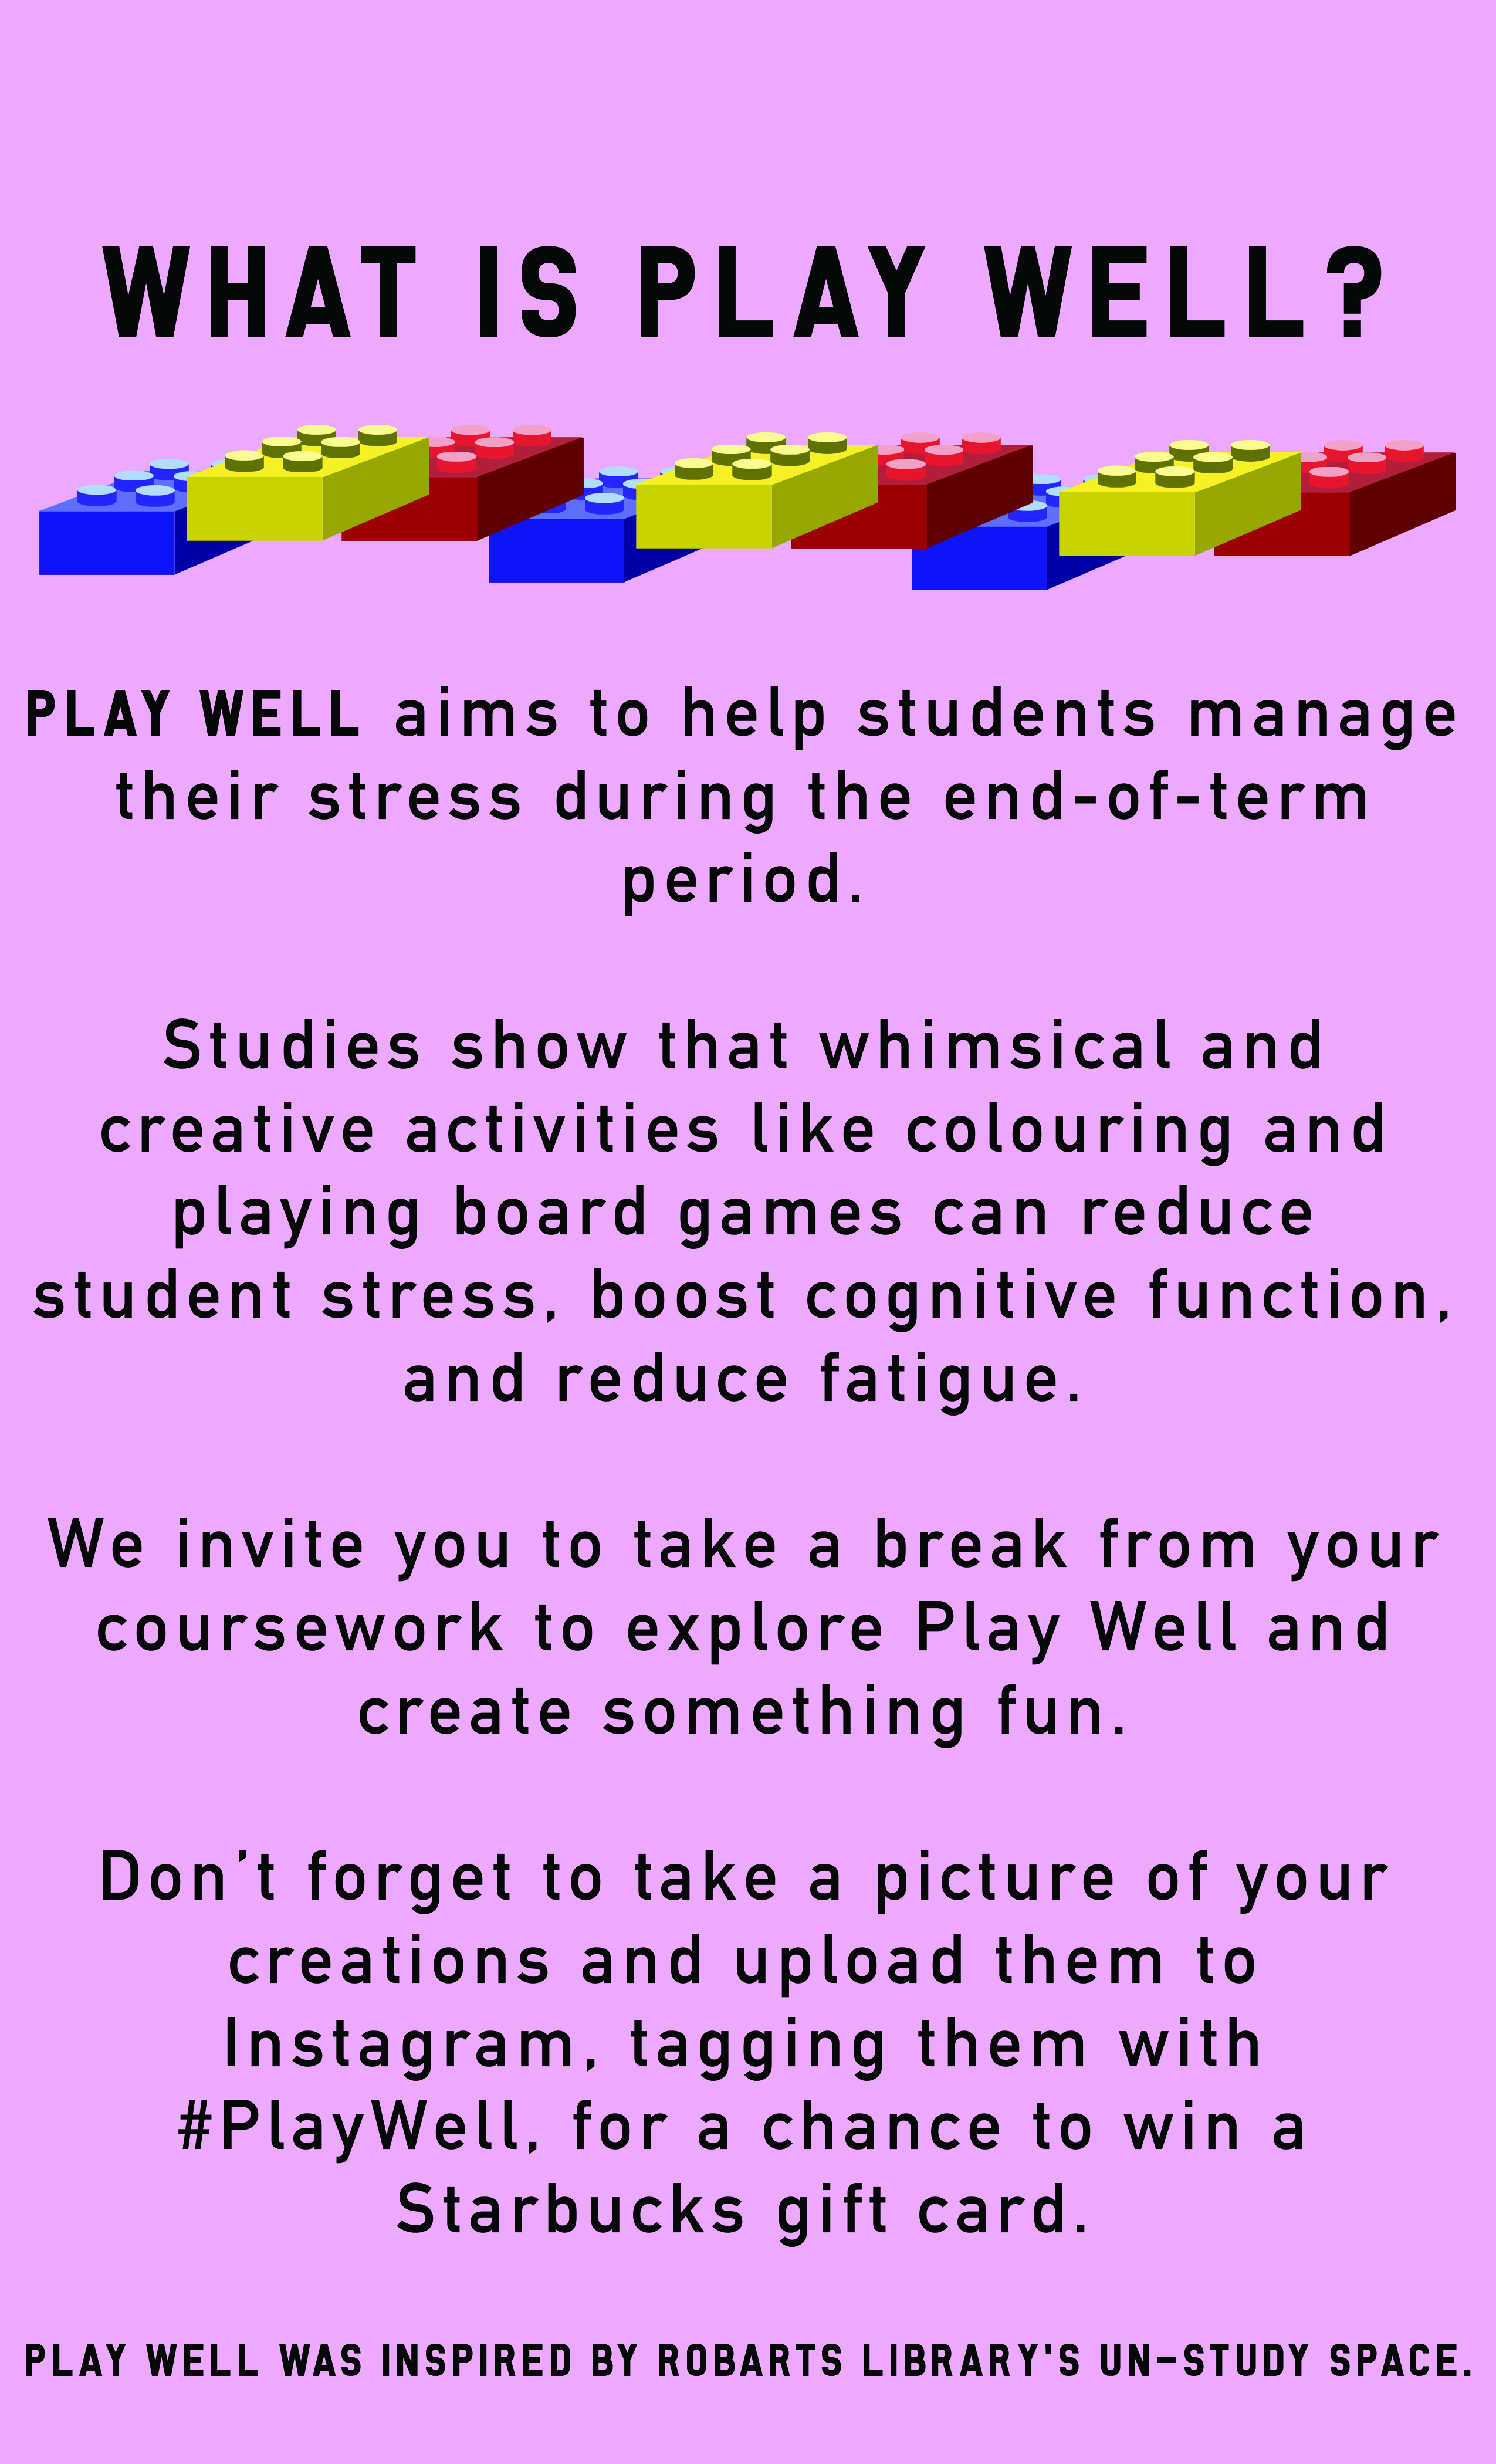 WHAT IS PLAY WELL?
PLAY WELL aims to help students manage
their stress during the end-of-term
period.
Studies show that whimsical and
creative activities like colouring and
playing board games can reduce
student stress, boost cognitive function,
and reduce fatigue.
We invite you to take a break from your
coursework to explore Play Well and
create something fun.
Don't forget to take a picture of your
creations and upload them to
Instagram, tagging them with
#PlayWell, for a chance to win a
Starbucks gift card.
PLAY WELL WAS INSPIRED BY ROBARTS LIBRARY'S UN-STUDY SPACE.